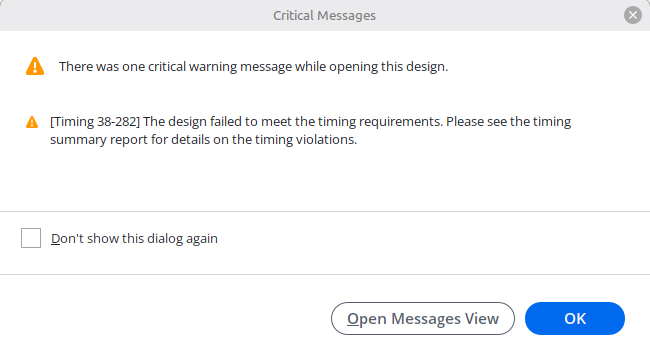 Critical Messages
There was one critical warning message while opening this design.
[Timing 38-282] The design failed to meet the timing requirements. Please see the timing
summary report for details on the timing violations.
Don't show this dialog again
Open Messages View
OK